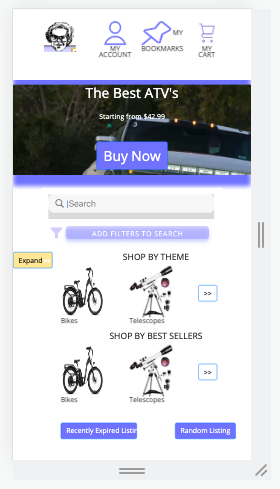 MY
ACCOUNT
MY
BOOKMARKS
MY
CART
The Best ATV's
Starting from $42.99
Buy Now
Search
ADD FILTERS TO SEARCH
Expand
SHOP BY THEME
Bikes
Telescopes
>>
SHOP BY BEST SELLERS
Bikes
Telescopes
>>
Recently Expired Listin
Random Listing